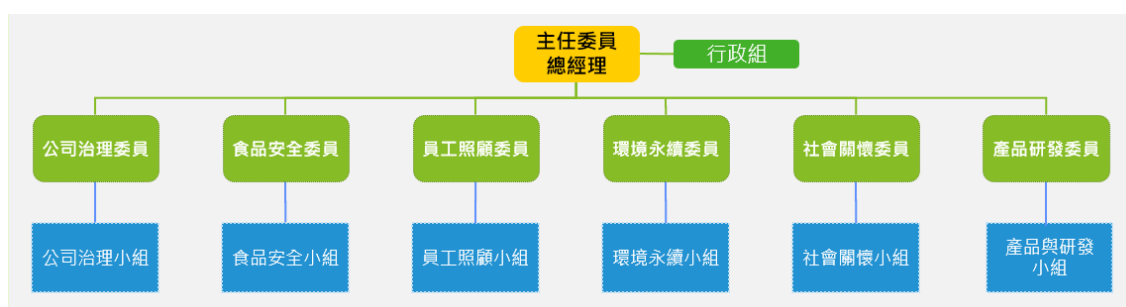 主任委員
總經理
行政組
公司治理委員
食品安全委員
員工照顧委員
環境永續委員
社會關懷委員
產品研發委員
公司治理小組
食品安全小組
員工照顧小組
環境永續小組
社會關懷小組
產品與研發
小組